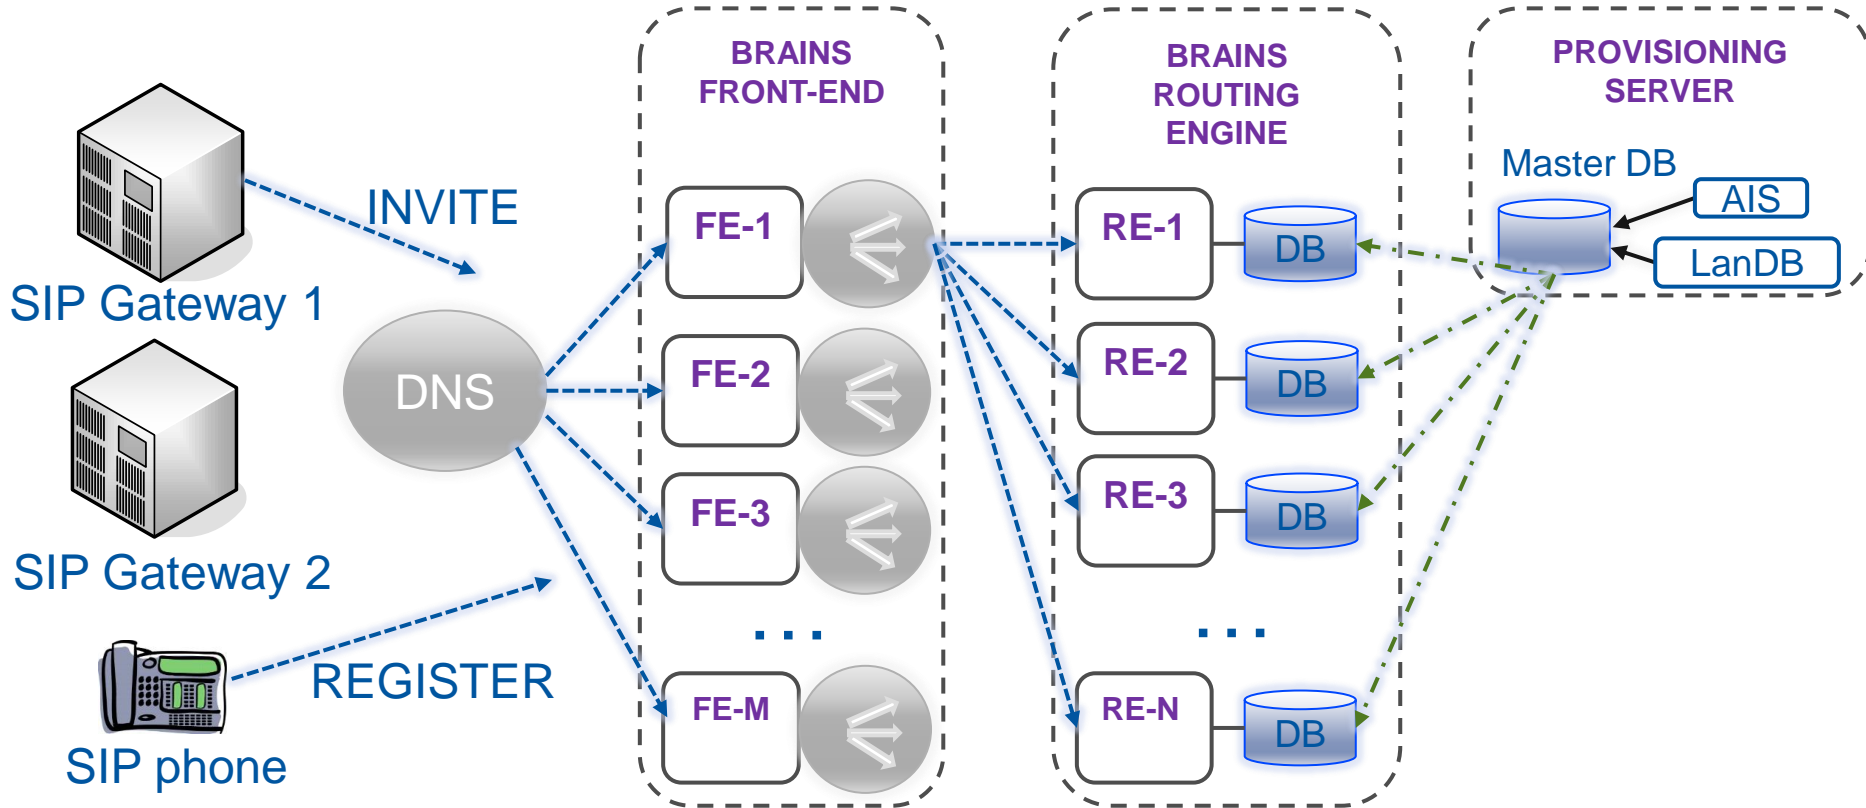 BRAINS
FRONT-END
BRAINS
ROUTING
ENGINE
PROVISIONING
SERVER
Master DB
AIS
LanDB
INVITE
SIP Gateway 1
SIP Gateway 2
REGISTER
SIP phone
DNS
FE-1
FE-2
FE-3
...
FE-M
RE-1
DB
RE-2
DB
RE-3
DB
...
RE-N
DB